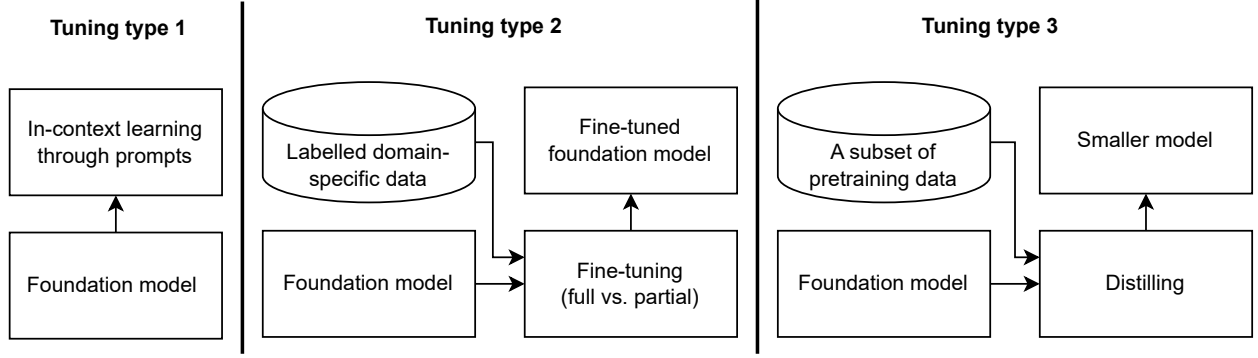 Tuning type 1
In-context learning
through prompts
Foundation model
Tuning type 2
Labelled domain-
specific data
Fine-tuned
foundation model
Foundation model
Fine-tuning
(full vs. partial)
Tuning type 3
A subset of
pretraining data
Smaller model
Foundation model
Distilling